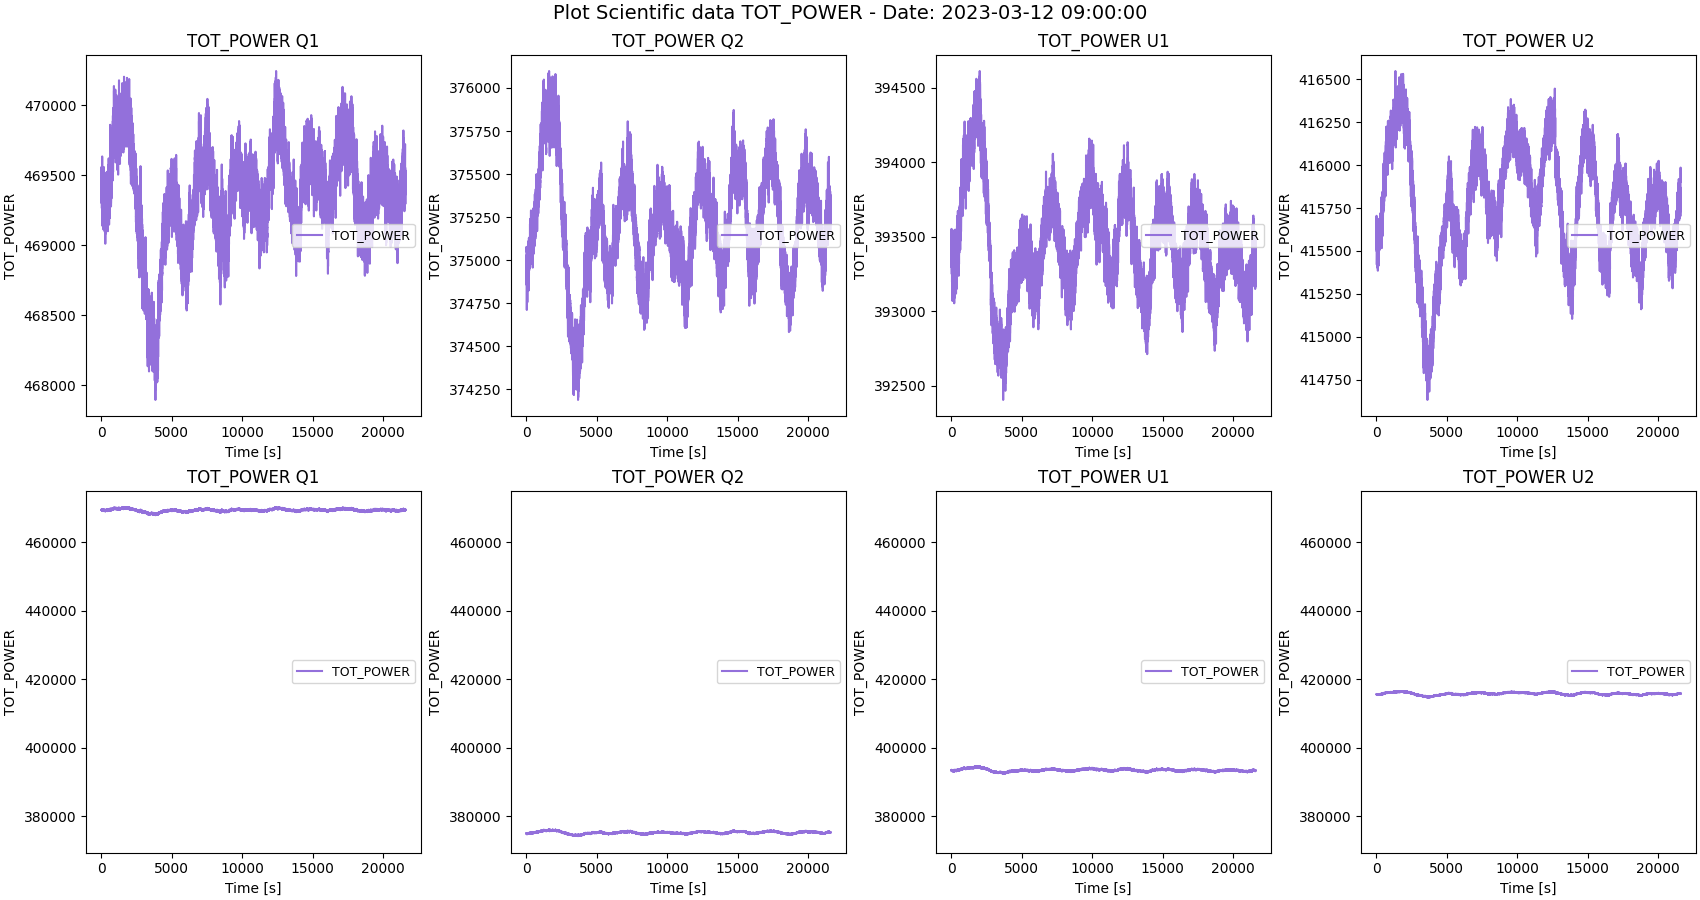 Plot Scientific data TOT_POWER - Date: 2023-03-12 09:00:00
TOT_POWER Q1
TOT_POWER
470000
469500
469000
468500
468000
TOT_POWER
0 5000 10000 15000 20000
Time [s]
TOT_POWER Q2
TOT_POWER
376000
375750
375500
375250
375000
374750
374500
374250
TOT_POWER
0 5000 10000 15000 20000
Time [s]
TOT_POWER U1
TOT_POWER
394500
394000
393500
393000
392500
TOT_POWER
0 5000 10000 15000 20000
Time [s]
TOT_POWER U2
TOT_POWER
416500
416250
416000
415750
415500
415250
415000
414750
TOT_POWER
0 5000 10000 15000 20000
Time [s]
TOT_POWER Q1
TOT_POWER
460000
440000
420000
400000
380000
TOT_POWER
0 5000 10000 15000 20000
Time [s]
TOT_POWER Q2
TOT_POWER
460000
440000
420000
400000
380000
TOT_POWER
0 5000 10000 15000 20000
Time [s]
TOT_POWER U1
TOT_POWER
460000
440000
420000
400000
380000
TOT_POWER
0 5000 10000 15000 20000
Time [s]
TOT_POWER U2
TOT_POWER
460000
440000
420000
400000
380000
TOT_POWER
0 5000 10000 15000 20000
Time [s]